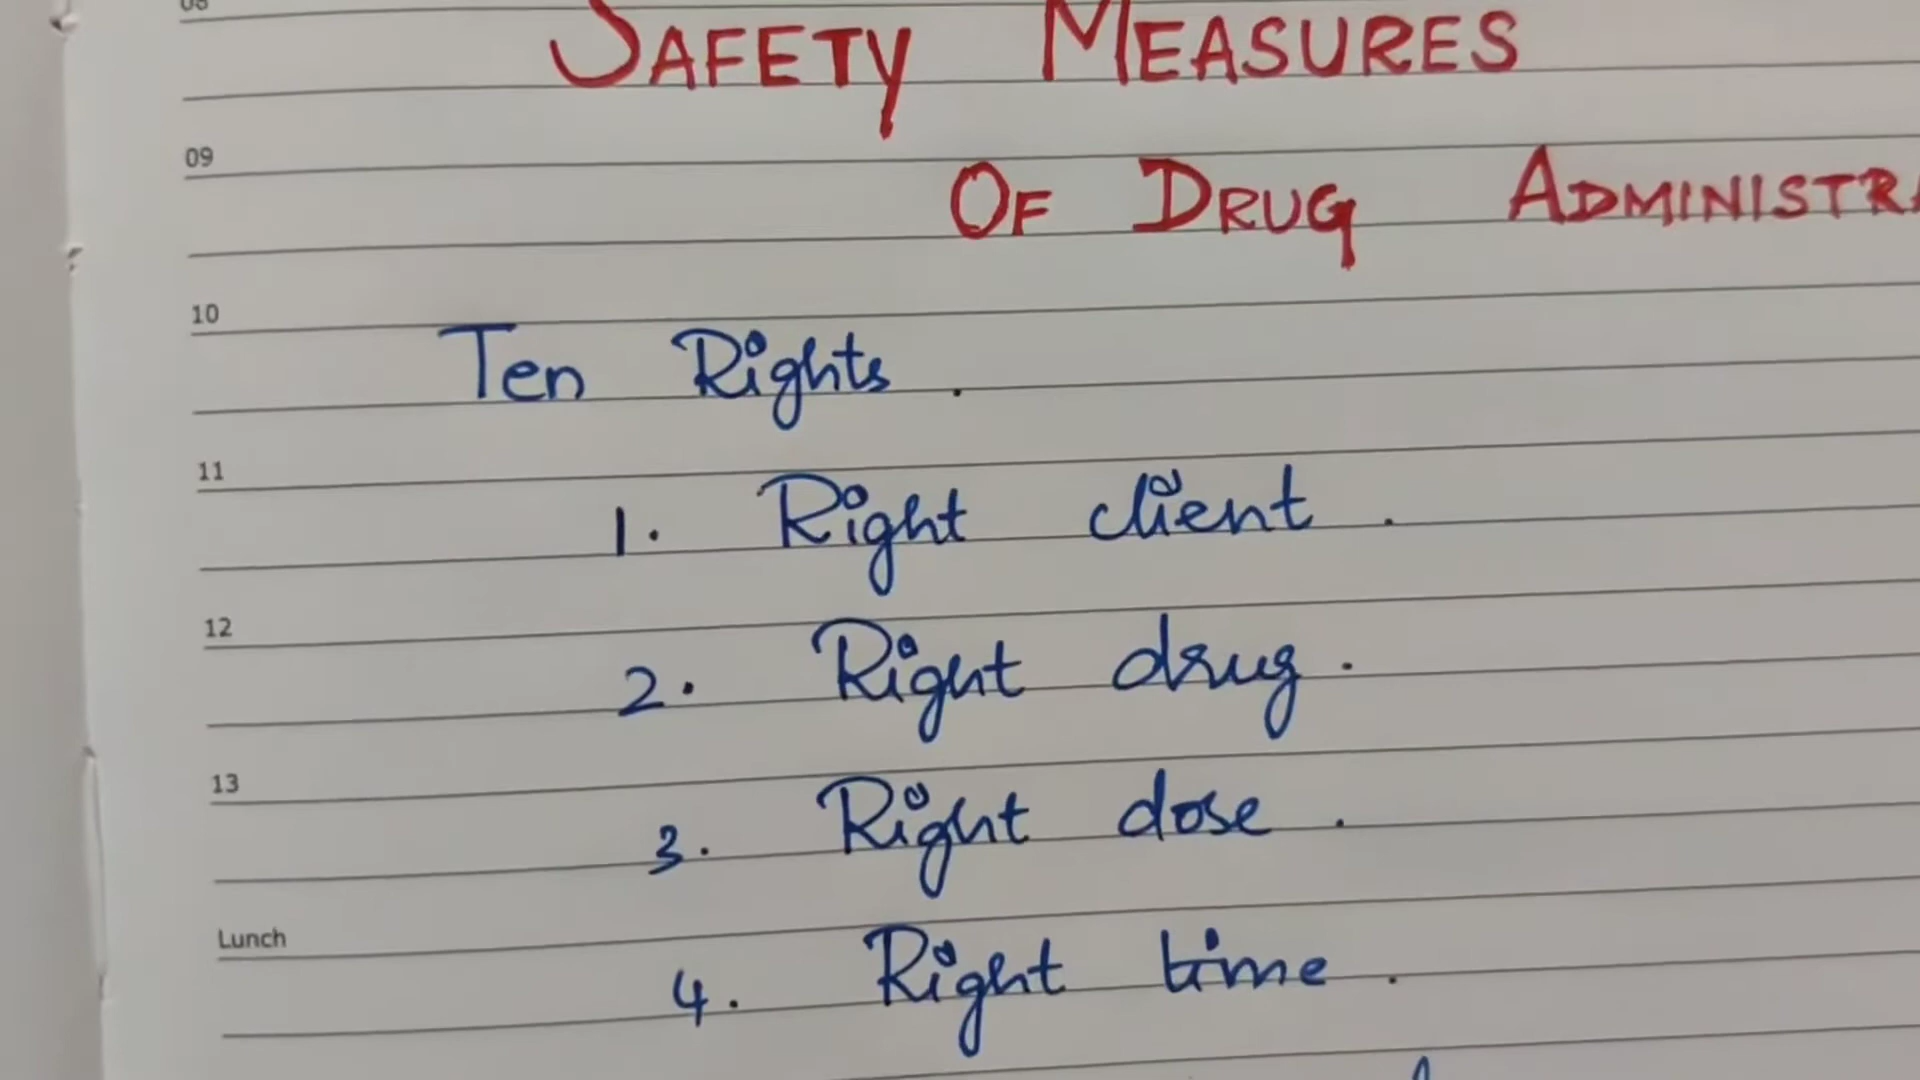 08
SAFETY MEASURES
09
OF DRUG ADMINISTRA
10
Ten Rights.
11
1. Right client.
12
2. Right drug.
13
3. Right dose.
Lunch
4. Right time.